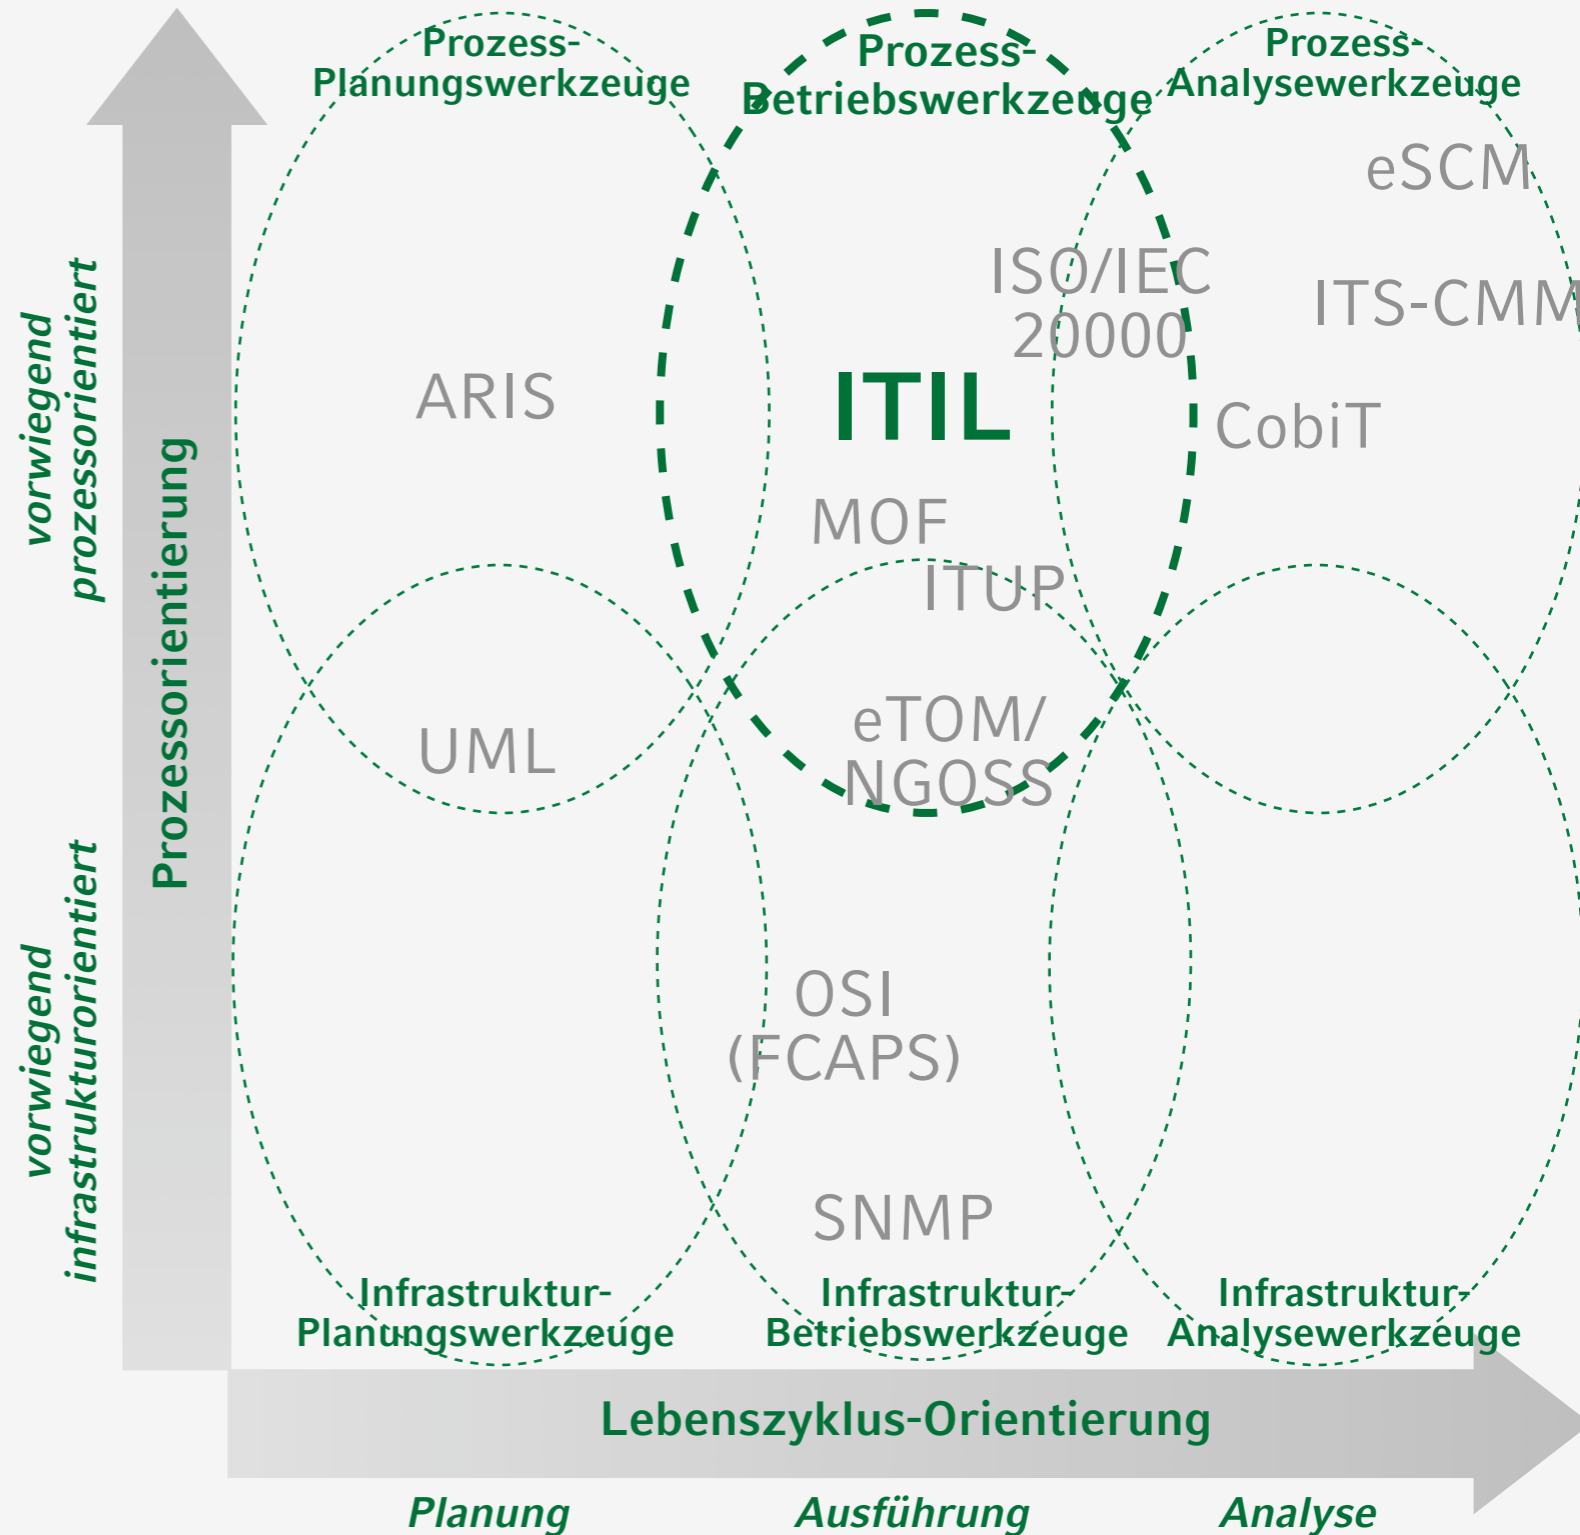 Prozess-
Planungswerkzeuge
Prozess-
Betriebswerkzeuge
Prozess-
Analysewerkzeuge
eSCM
ISO/IEC
20000
ITS-CMM
ARIS
ITIL
CobiT
MOF
ITUP
UML
eTOM/
NGOSS
OSI
(FCAPS)
SNMP
vorwiegend
prozessorientiert
Prozessorientierung
vorwiegend
infrastrukturorientiert
Infrastruktur-
Planungswerkzeuge
Infrastruktur-
Betriebswerkzeuge
Infrastruktur-
Analysewerkzeuge
Lebenszyklus-Orientierung
Planung
Ausführung
Analyse